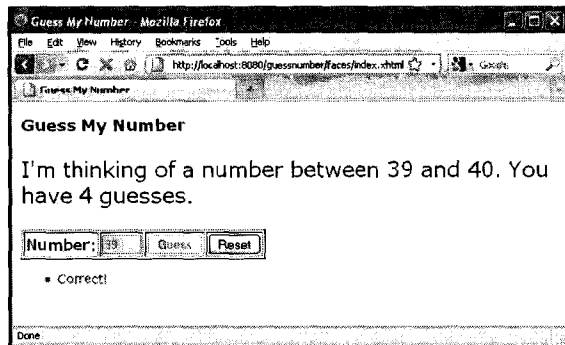 Guess My Number - Mozilla Firefox
File Edit View History Bookmarks Tools Help
http://localhost:8080/guessnumber/faces/index.xhtml Google
Guess My Number
Guess My Number
I'm thinking of a number between 39 and 40. You
have 4 guesses.
Number: 39 Guess Reset
• Correct!
Done